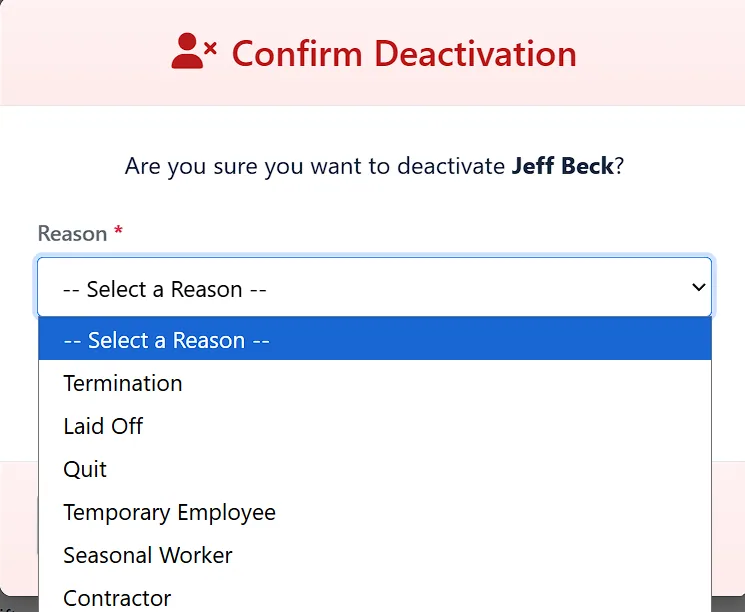 Confirm Deactivation
Are you sure you want to deactivate Jeff Beck?
Reason *
-- Select a Reason --
-- Select a Reason --
Termination
Laid Off
Quit
Temporary Employee
Seasonal Worker
Contractor